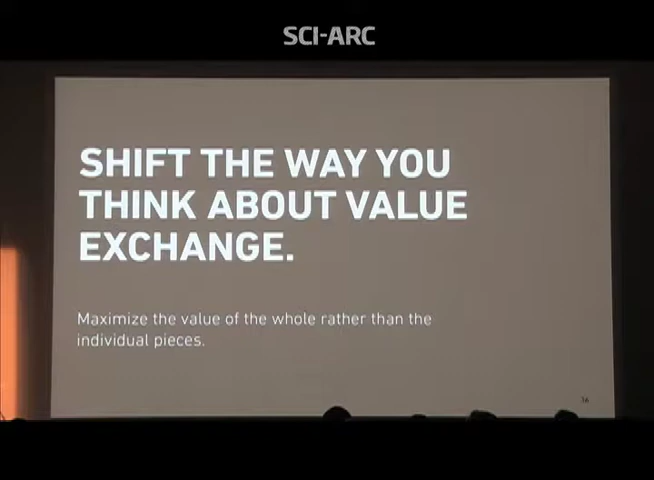 SCI-ARC
SHIFT THE WAY YOU
THINK ABOUT VALUE
EXCHANGE.
Maximize the value of the whole rather than the
individual pieces.
16